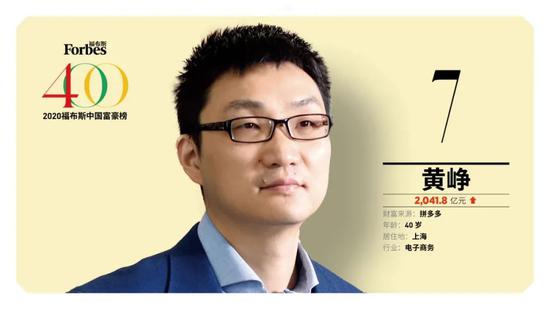 福布斯
Forbes
400
2020福布斯中国富豪榜
7
黄峥
2,041.8 亿元
财富来源：拼多多
年龄：40 岁
居住地：上海
行业：电子商务